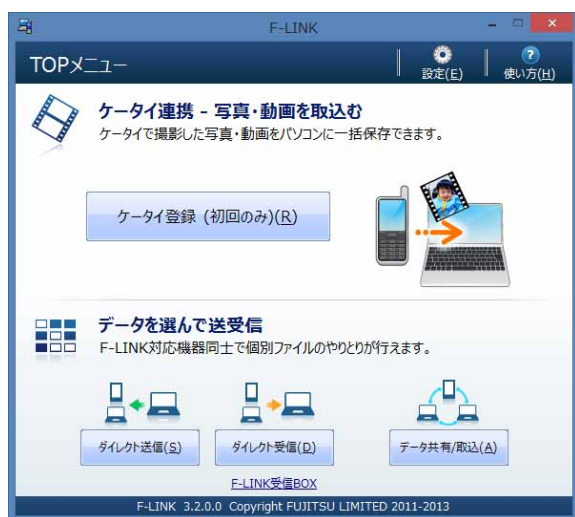 F-LINK
TOPメニュー
設定(E)
使い方(H)
ケータイ連携 - 写真・動画を取込む
ケータイで撮影した写真・動画をパソコンに一括保存できます。
ケータイ登録 (初回のみ)(R)
データを選んで送受信
F-LINK対応機器同士で個別ファイルのやりとりが行えます。
ダイレクト送信(S)
ダイレクト受信(D)
データ共有/取込(A)
F-LINK受信BOX
F-LINK 3.2.0.0 Copyright FUJITSU LIMITED 2011-2013